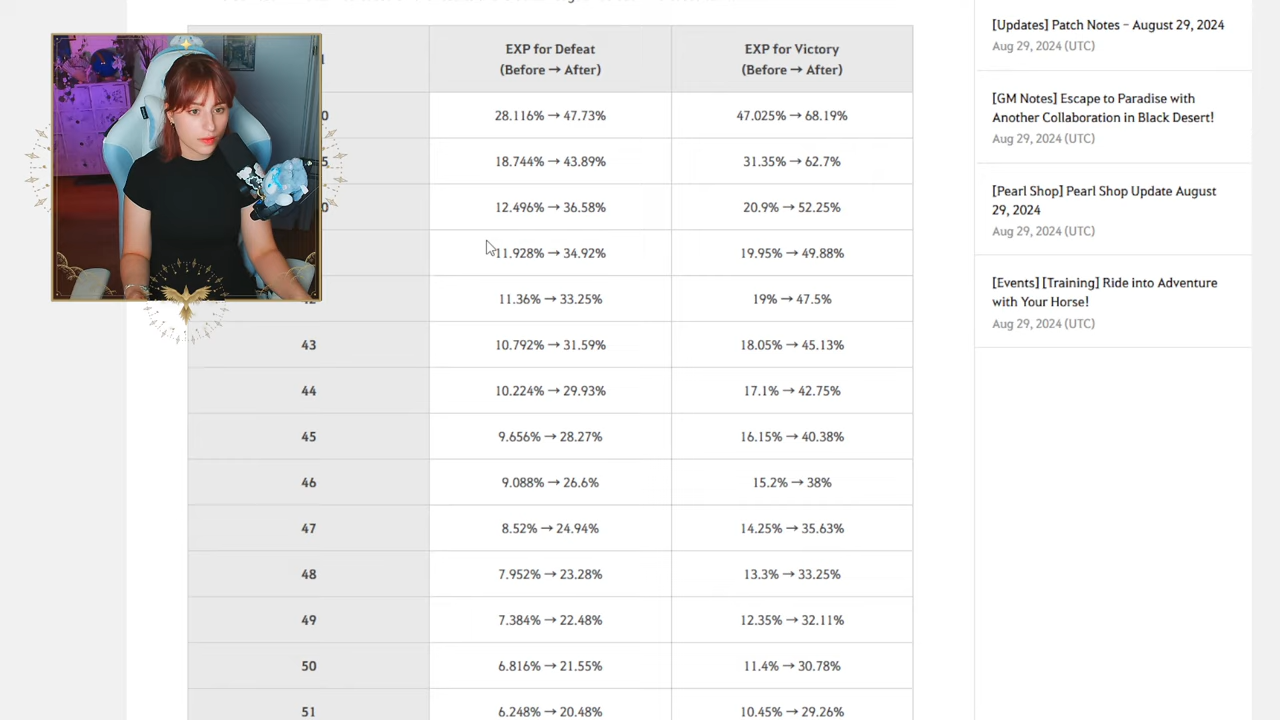 EXP for Defeat
(Before → After)
EXP for Victory
(Before → After)
28.116% → 47.73%
47.025% → 68.19%
18.744% → 43.89%
31.35% → 62.7%
12.496% → 36.58%
20.9% → 52.25%
11.928% → 34.92%
19.95% → 49.88%
11.36% → 33.25%
19% → 47.5%
43
10.792% → 31.59%
18.05% → 45.13%
44
10.224% → 29.93%
17.1% → 42.75%
45
9.656% → 28.27%
16.15% → 40.38%
46
9.088% → 26.6%
15.2% → 38%
47
8.52% → 24.94%
14.25% → 35.63%
48
7.952% → 23.28%
13.3% → 33.25%
49
7.384% → 22.48%
12.35% → 32.11%
50
6.816% → 21.55%
11.4% → 30.78%
51
6.248% → 20.48%
10.45% → 29.26%
[Updates] Patch Notes – August 29, 2024
Aug 29, 2024 (UTC)
[GM Notes] Escape to Paradise with
Another Collaboration in Black Desert!
Aug 29, 2024 (UTC)
[Pearl Shop] Pearl Shop Update August
29, 2024
Aug 29, 2024 (UTC)
[Events] [Training] Ride into Adventure
with Your Horse!
Aug 29, 2024 (UTC)